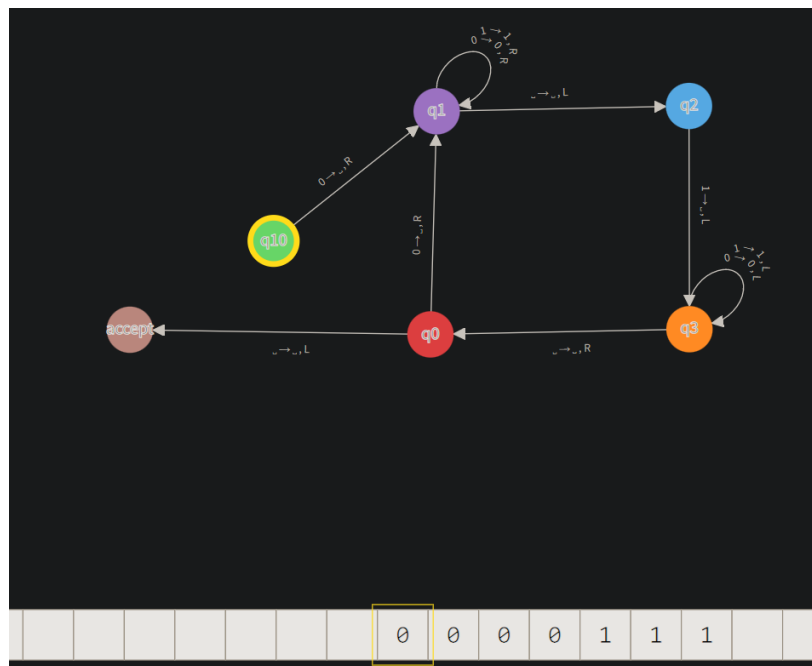 1→1,R
0→0,R
q1
␣→␣,L
q2
0→␣,R
0→␣,R
1→␣,L
q10
1→1,L
0→0,L
accept
q0
q3
␣→␣,L
␣→␣,R
0 0 0 0 1 1 1